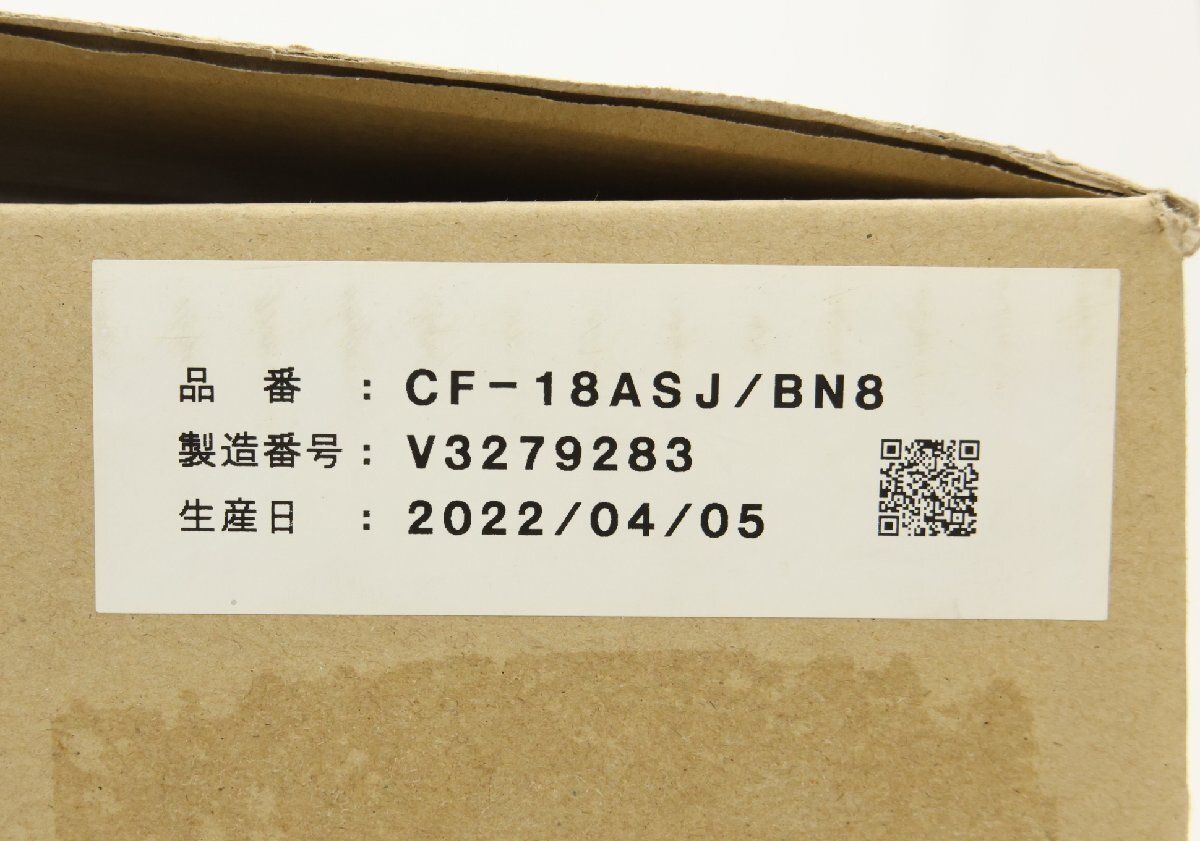 品 番 : CF-18ASJ/BN8
製造番号 : V3279283
生産日 : 2022/04/05